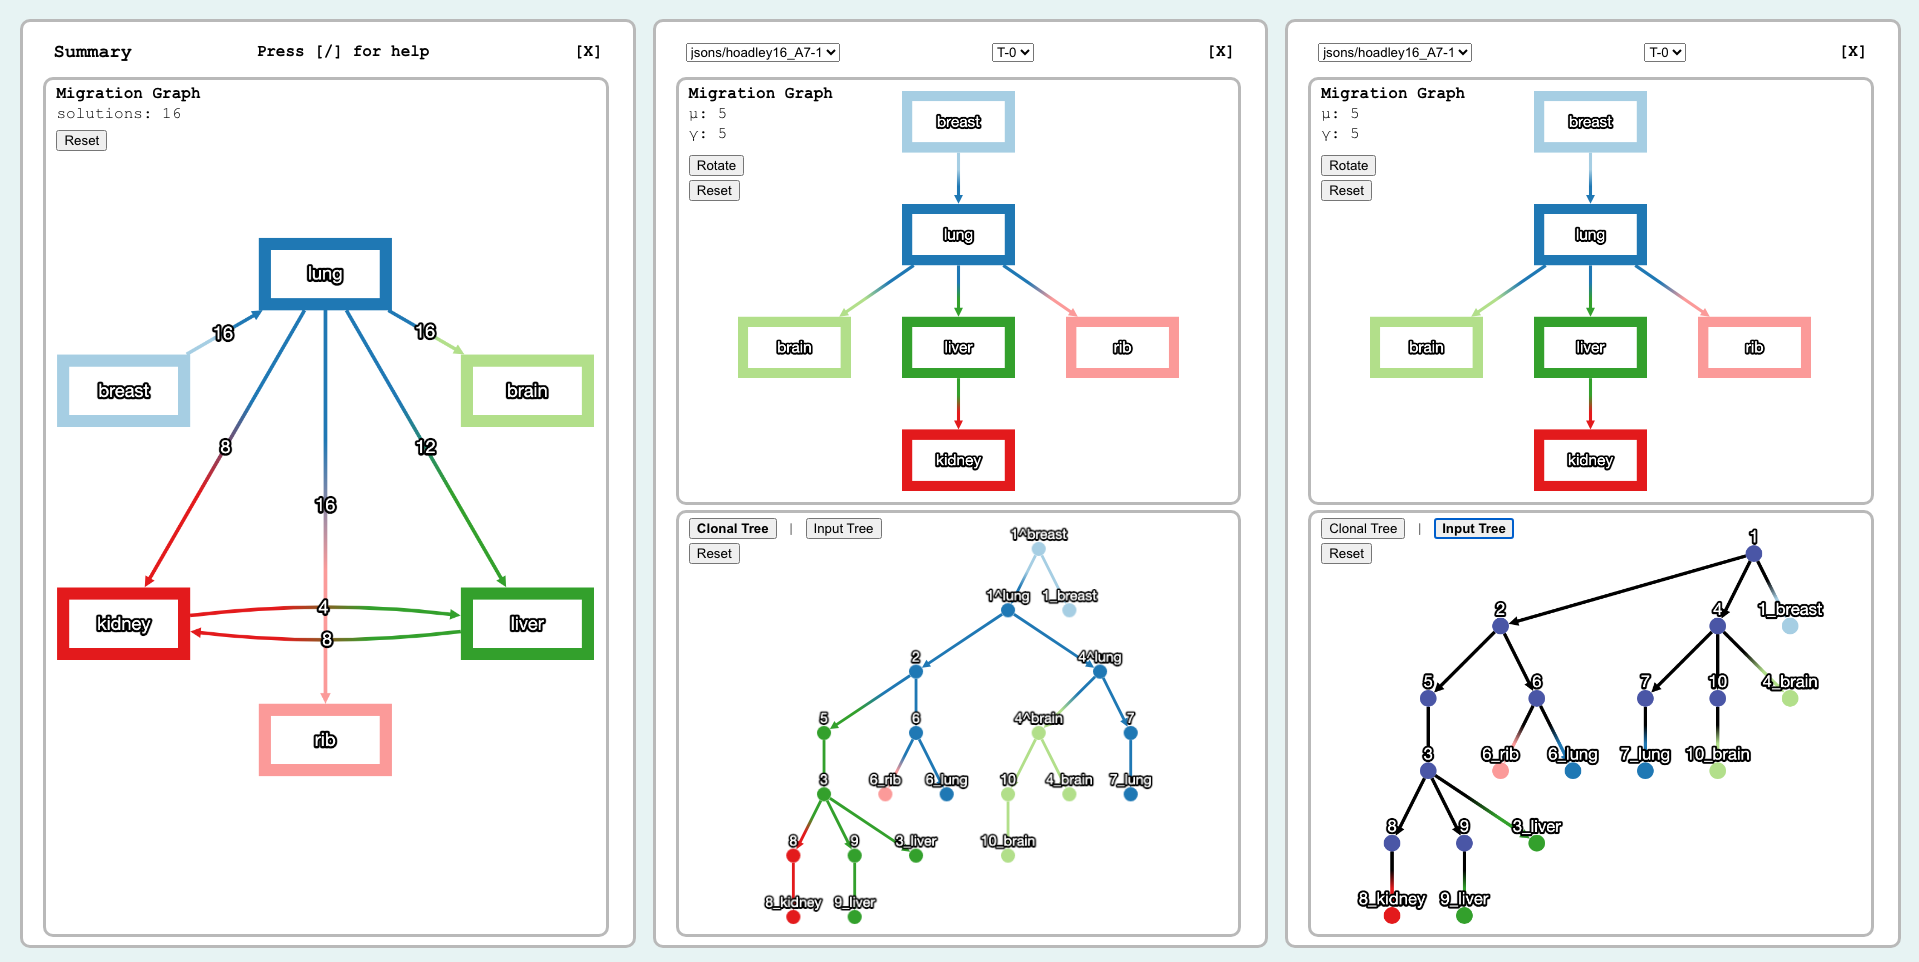 Summary
Press [/] for help
[X]
Migration Graph
solutions: 16
Reset
lung
16
16
breast
brain
8
12
16
4
kidney
liver
8
rib
jsons/hoadley16_A7-1
T-0
[X]
Migration Graph
μ: 5
γ: 5
Rotate
Reset
breast
lung
brain
liver
rib
kidney
Clonal Tree
|
Input Tree
Reset
1^breast
1^lung
1_breast
2
4^lung
5
6
4^brain
7
3
6_rib
6_lung
10
4_brain
7_lung
8
9
3_liver
10_brain
8_kidney
9_liver
jsons/hoadley16_A7-1
T-0
[X]
Migration Graph
μ: 5
γ: 5
Rotate
Reset
breast
lung
brain
liver
rib
kidney
Clonal Tree
|
Input Tree
Reset
1
2
4
1_breast
5
6
7
10
4_brain
3
6_rib
6_lung
7_lung
10_brain
8
9
3_liver
8_kidney
9_liver